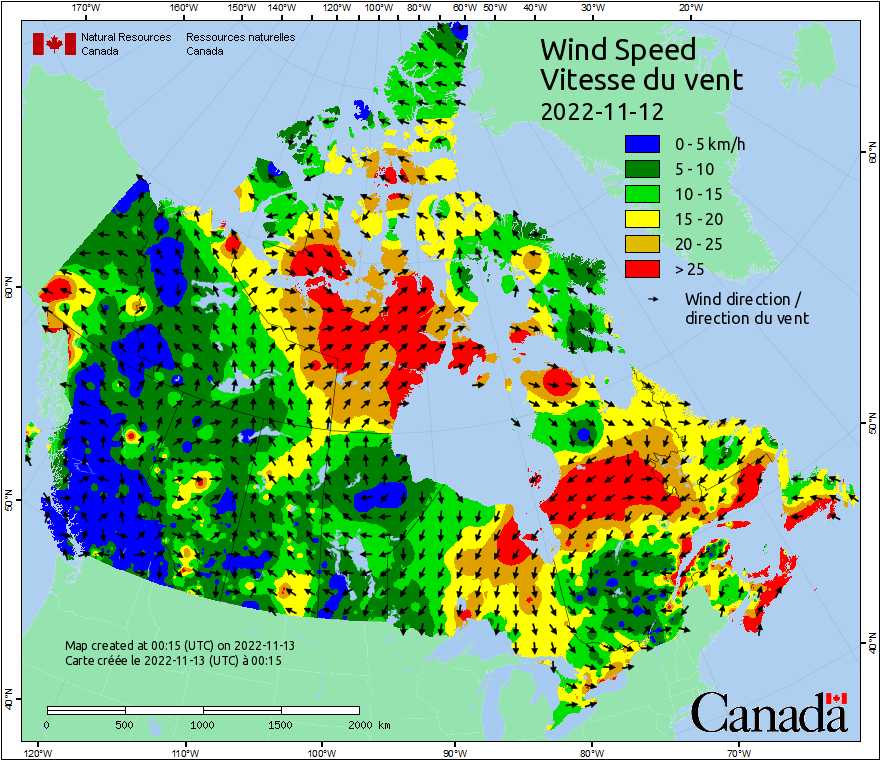 170°W 160°W 150°W 140°W 120°W 100°W 80°W 60°W 50°W 40°W 30°W 20°W
Natural Resources Canada
Ressources naturelles Canada
Wind Speed
Vitesse du vent
2022-11-12
0 - 5 km/h
5 - 10
10 - 15
15 - 20
20 - 25
> 25
Wind direction /
direction du vent
60°N
50°N
40°N
60°N
50°N
40°N
Map created at 00:15 (UTC) on 2022-11-13
Carte créée le 2022-11-13 (UTC) à 00:15
0 500 1000 1500 2000 km
Canada
120°W 110°W 100°W 90°W 80°W 70°W